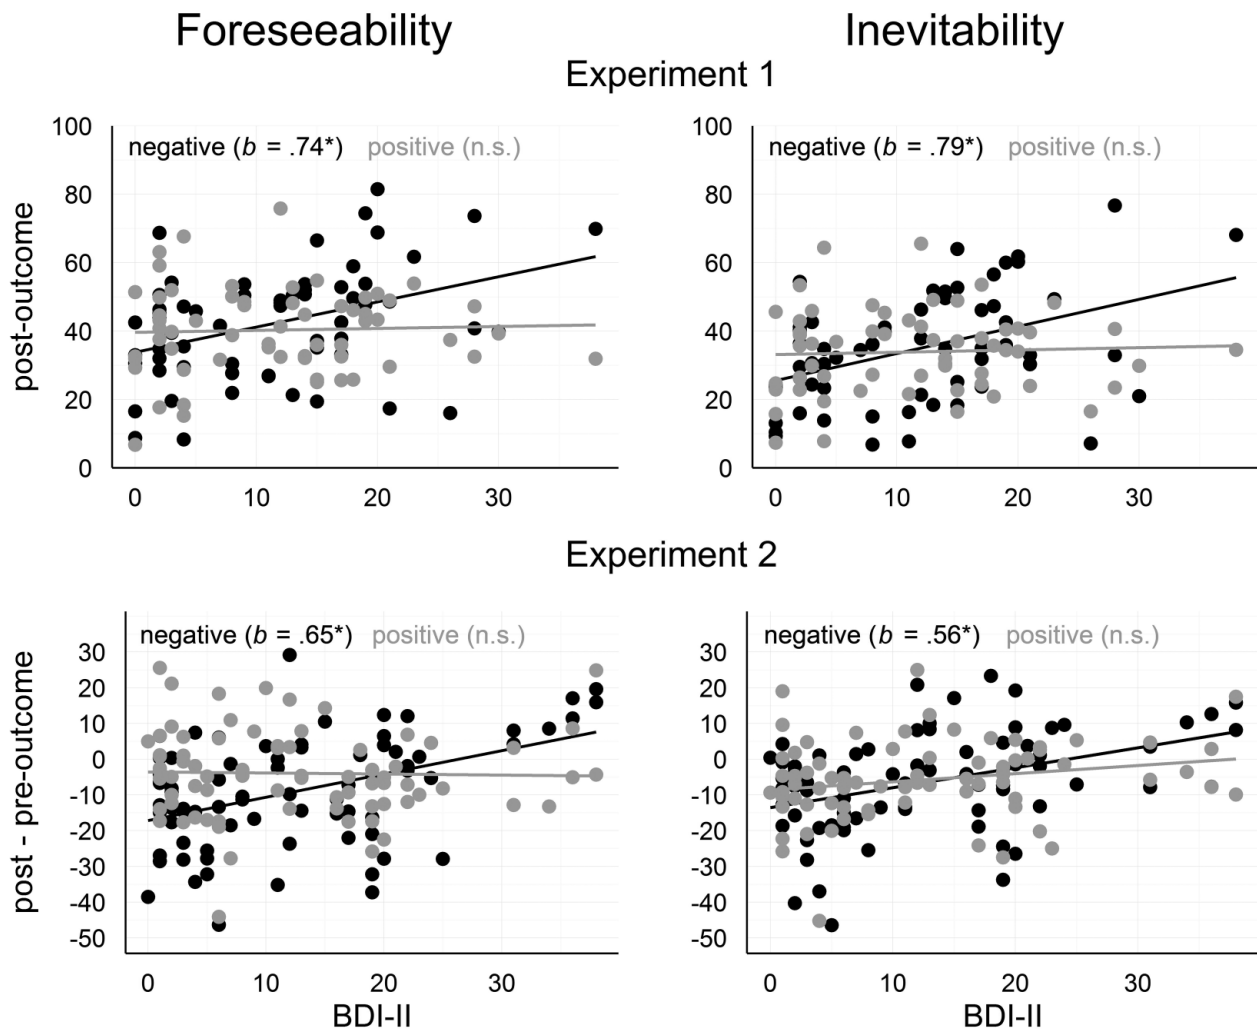 Foreseeability Inevitability
Experiment 1
negative (b = .74*) positive (n.s.)
negative (b = .79*) positive (n.s.)
post-outcome
100
80
60
40
20
0
0 10 20 30
100
80
60
40
20
0
0 10 20 30
Experiment 2
negative (b = .65*) positive (n.s.)
negative (b = .56*) positive (n.s.)
post - pre-outcome
30
20
10
0
-10
-20
-30
-40
-50
0 10 20 30
BDI-II
30
20
10
0
-10
-20
-30
-40
-50
0 10 20 30
BDI-II